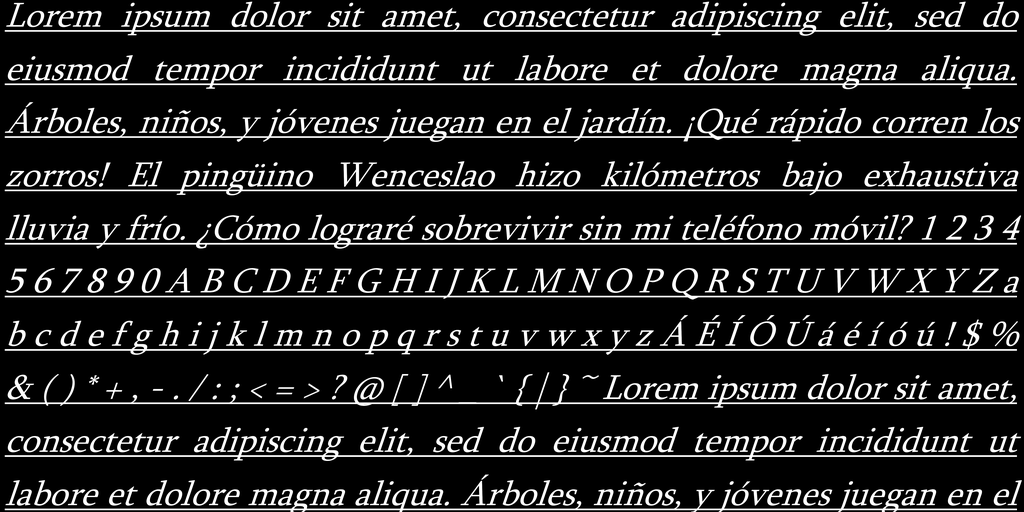 Lorem ipsum dolor sit amet, consectetur adipiscing elit, sed do
eiusmod tempor incididunt ut labore et dolore magna aliqua.
Árboles, niños, y jóvenes juegan en el jardín. ¡Qué rápido corren los
zorros! El pingüino Wenceslao hizo kilómetros bajo exhaustiva
lluvia y frío. ¿Cómo lograré sobrevivir sin mi teléfono móvil? 1 2 3 4
5 6 7 8 9 0 A B C D E F G H I J K L M N O P Q R S T U V W X Y Z a
b c d e f g h i j k l m n o p q r s t u v w x y z Á É Í Ó Ú á é í ó ú ! $ %
& ( ) * + , - . / : ; < = > ? @ [ ] ^ _ ` { | } ~ Lorem ipsum dolor sit amet,
consectetur adipiscing elit, sed do eiusmod tempor incididunt ut
labore et dolore magna aliqua. Árboles, niños, y jóvenes juegan en el